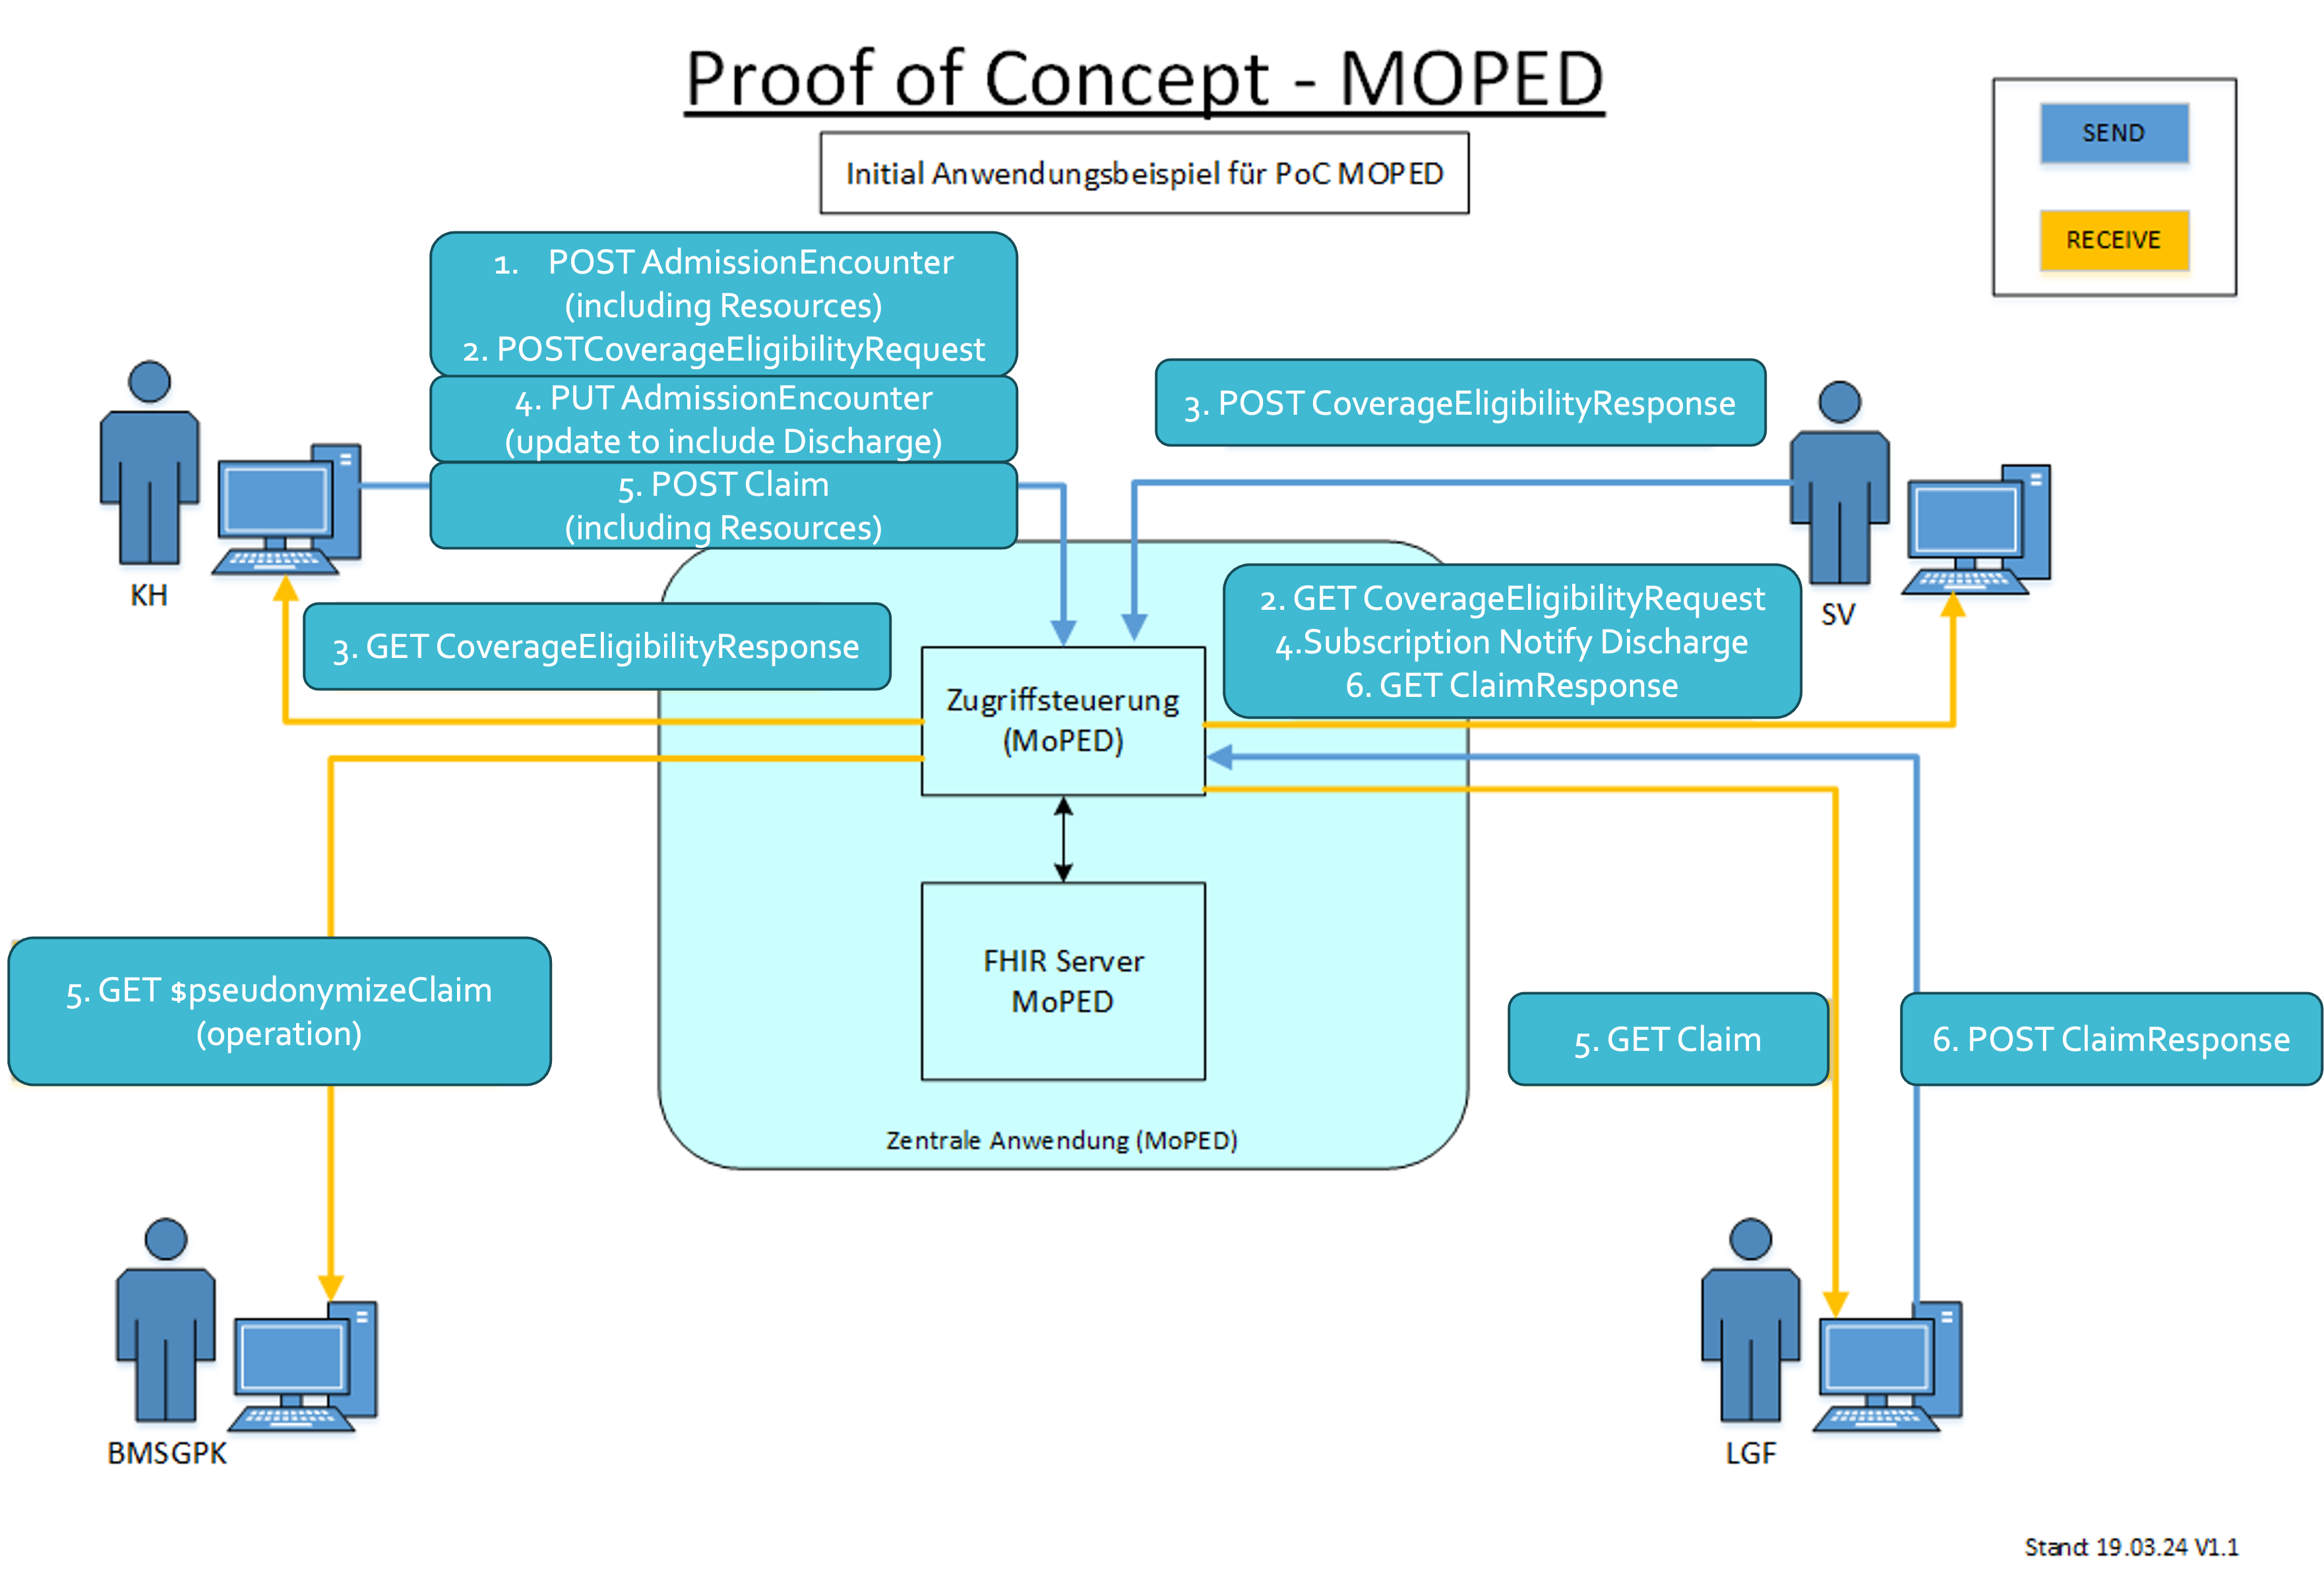 Proof of Concept - MOPED
Initial Anwendungsbeispiel für PoC MOPED
SEND
RECEIVE
1. POST AdmissionEncounter
(including Resources)
2. POSTCoverageEligibilityRequest
4. PUT AdmissionEncounter
(update to include Discharge)
5. POST Claim
(including Resources)
3. POST CoverageEligibilityResponse
KH
SV
3. GET CoverageEligibilityResponse
2. GET CoverageEligibilityRequest
4.Subscription Notify Discharge
6. GET ClaimResponse
Zugriffsteuerung
(MoPED)
FHIR Server
MoPED
Zentrale Anwendung (MoPED)
5. GET $pseudonymizeClaim
(operation)
5. GET Claim
6. POST ClaimResponse
BMSGPK
LGF
Stand: 19.03.24 V1.1